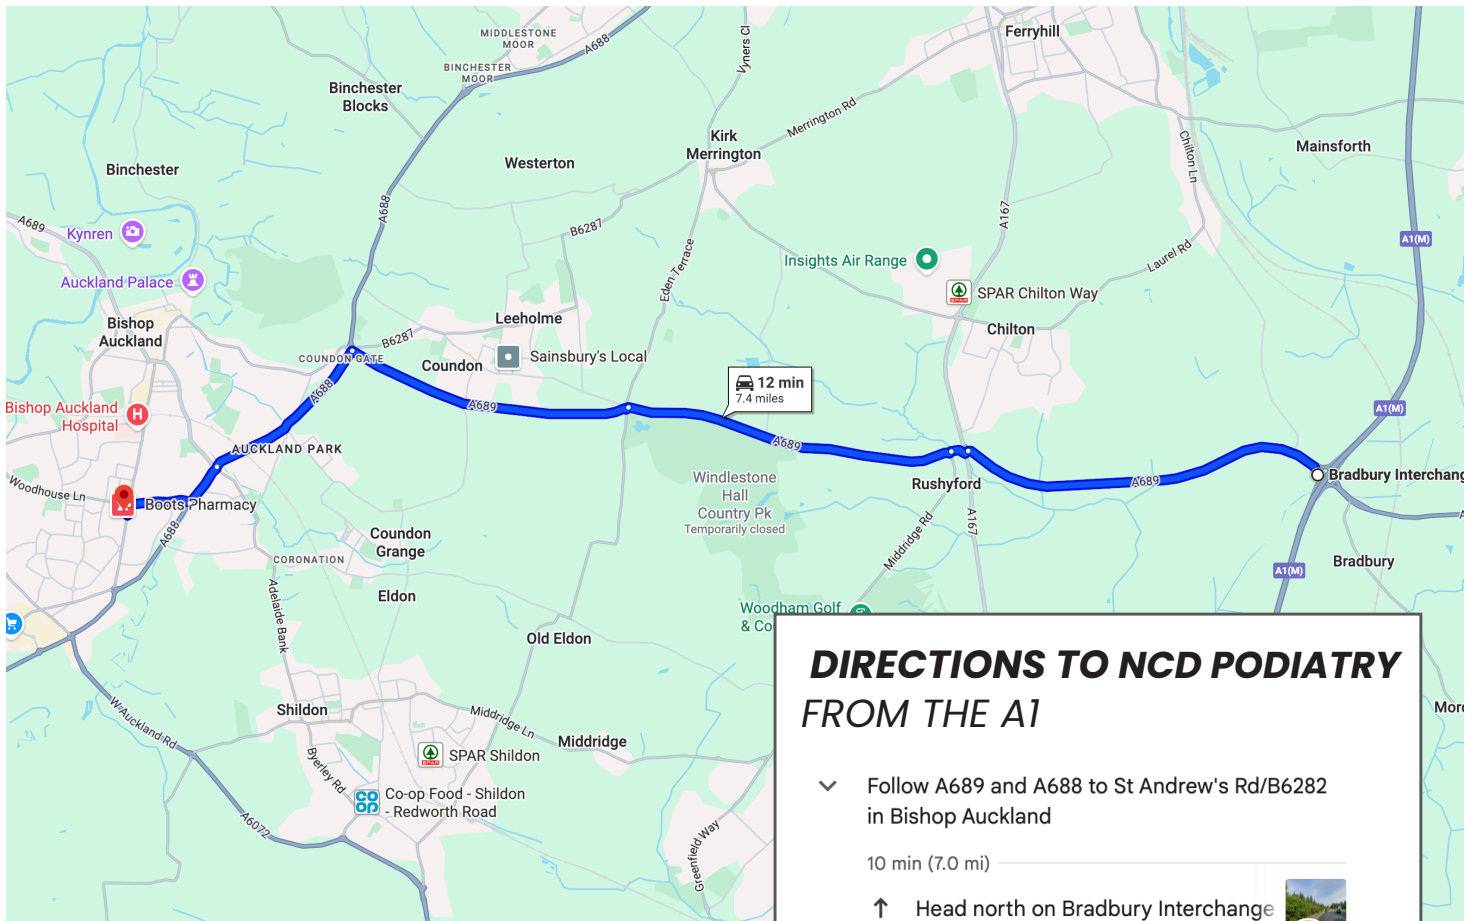 MIDDLESTONE
MOOR
A688
Vyners Cl
Ferryhill
BINCHESTER
MOOR
Binchester
Blocks
Merrington Rd
Kirk
Merrington
Chilton Ln
Mainsforth
Binchester
Westerton
A688
A689
Kynren
B6287
A167
A1(M)
Eden Terrace
Insights Air Range
Laurel Rd
Auckland Palace
SPAR
SPAR Chilton Way
Bishop
Auckland
Leeholme
Chilton
B6287
COUNDON GATE
Coundon
Sainsbury's Local
12 min
7.4 miles
A688
A689
A1(M)
Bishop Auckland
Hospital
H
A689
AUCKLAND PARK
Woodhouse Ln
Windlestone
Hall
Country Pk
Temporarily closed
Rushyford
A689
Bradbury Interchang
Boots Pharmacy
A688
A167
Middridge Rd
Coundon
Grange
CORONATION
A1(M)
Bradbury
Adelaide Bank
Eldon
Woodham Golf
& Co
Old Eldon
DIRECTIONS TO NCD PODIATRY
FROM THE A1
W Auckland Rd
Shildon
Middridge Ln
Middridge
Mor
Byerley Rd
SPAR
SPAR Shildon
CO
OP
Co-op Food - Shildon
- Redworth Road
A6072
Greenfield Way
Follow A689 and A688 to St Andrew's Rd/B6282
in Bishop Auckland
10 min (7.0 mi)
Head north on Bradbury Interchange